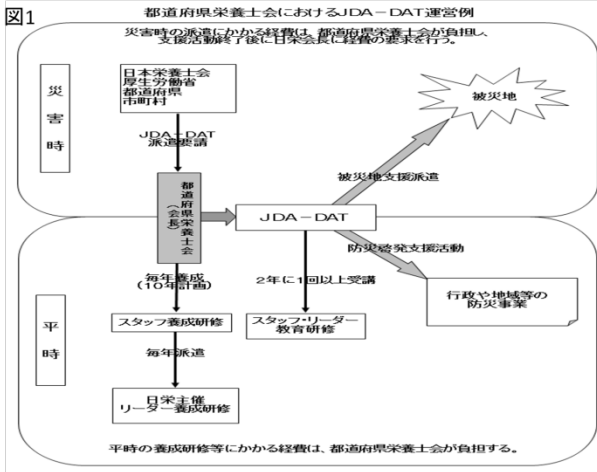 図1
都道府県栄養士会におけるJDA-DAT運営例
災害時の派遣にかかる経費は、都道府県栄養士会が負担し、
支援活動終了後に日栄会長に経費の要求を行う。
災害時
日本栄養士会
厚生労働省
都道府県
市町村
被災地
JDA-DAT
派遣要請
都道府県栄養士会
(会長)
被災地支援派遣
JDA-DAT
防災啓発支援活動
毎年養成
(10年計画)
2年に1回以上受講
行政や地域等の
防災事業
平時
スタッフ養成研修
スタッフ・リーダー
教育研修
毎年派遣
日栄主催
リーダー養成研修
平時の養成研修等にかかる経費は、都道府県栄養士会が負担する。